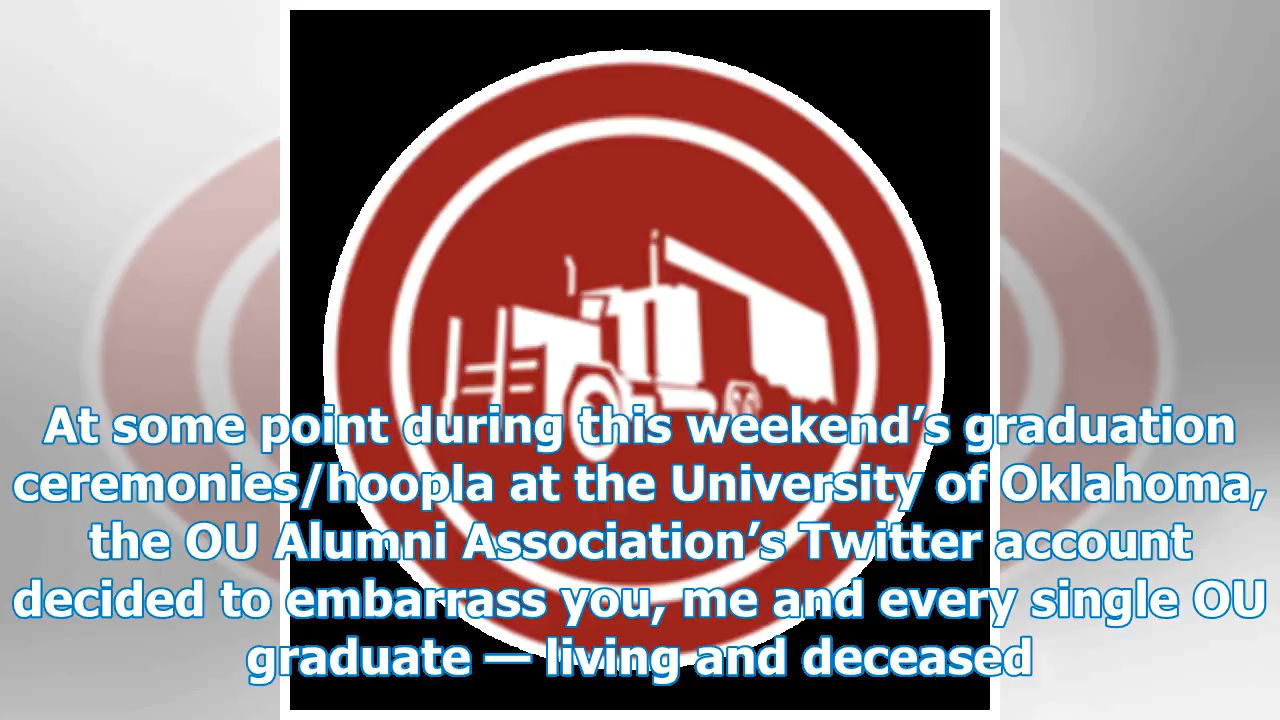 At some point during this weekend’s graduation
ceremonies/hoopla at the University of Oklahoma,
the OU Alumni Association’s Twitter account
decided to embarrass you, me and every single OU
graduate — living and deceased